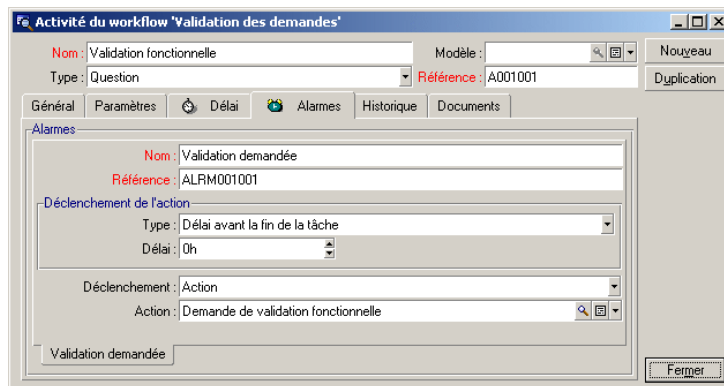 Activité du workflow 'Validation des demandes'
Nom : Validation fonctionnelle Modèle : Nouveau
Type : Question Référence : A001001 Duplication
Général Paramètres Délai Alarmes Historique Documents
Alarmes
Nom : Validation demandée
Référence : ALRM001001
Déclenchement de l'action
Type : Délai avant la fin de la tâche
Délai : 0h
Déclenchement : Action
Action : Demande de validation fonctionnelle
Validation demandée
Fermer